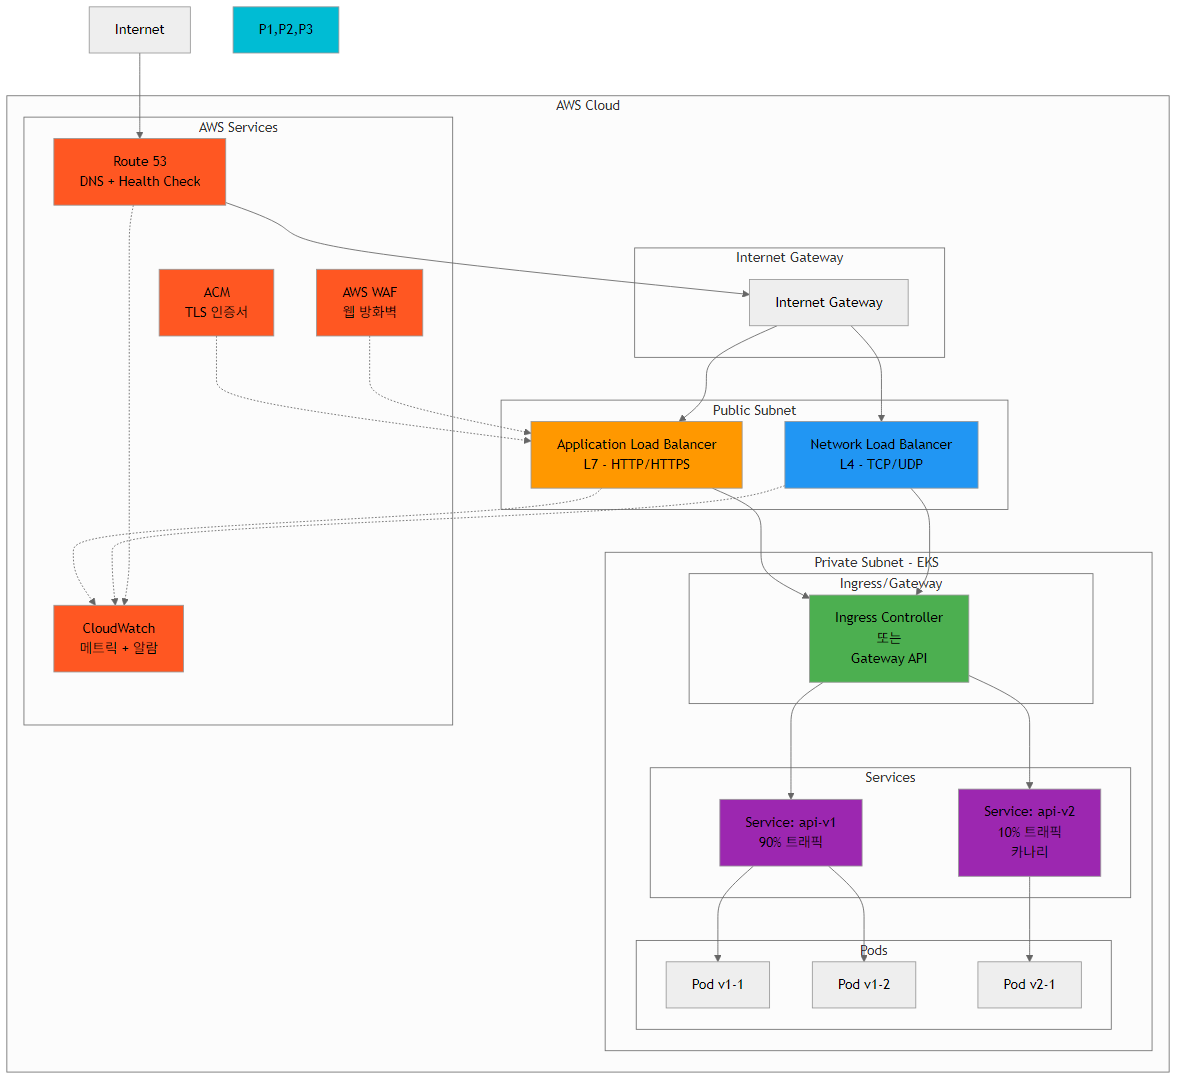 Internet
P1,P2,P3
AWS Cloud
AWS Services
Route 53
DNS + Health Check
Internet Gateway
ACM
TLS 인증서
AWS WAF
웹 방화벽
Internet Gateway
Public Subnet
Application Load Balancer
L7 - HTTP/HTTPS
Network Load Balancer
L4 - TCP/UDP
Private Subnet - EKS
Ingress/Gateway
CloudWatch
메트릭 + 알람
Ingress Controller
또는
Gateway API
Services
Service: api-v1
90% 트래픽
Service: api-v2
10% 트래픽
카나리
Pods
Pod v1-1
Pod v1-2
Pod v2-1